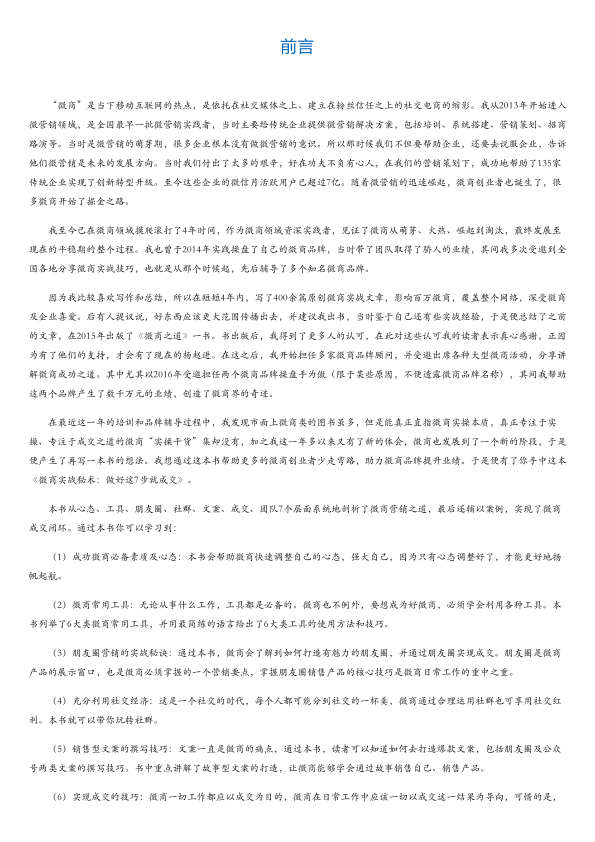 前言
“微商”是当下移动互联网的热点，是依托在社交媒体之上、建立在粉丝信任之上的社交电商的缩影。我从2013年开始进入
微营销领域，是全国最早一批微营销实践者，当时主要给传统企业提供微营销解决方案，包括培训、系统搭建、营销策划、招商
路演等。当时是微营销的萌芽期，很多企业根本没有做微营销的意识。所以那时候我们不但要帮助企业，还要去说服企业，告诉
他们微营销是未来的发展方向。当时我们付出了太多的艰辛，好在功夫不负有心人，在我们的营销策划下，成功地帮助了135家
传统企业实现了创新转型升级。至今这些企业的微信月活跃用户已超过7亿。随着微营销的迅速崛起，微商创业者也诞生了，很
多微商开始了掘金之路。
我至今已在微商领域摸爬滚打了4年时间，作为微商领域资深实践者，见证了微商从萌芽、火热、崛起到淘汰，最终发展至
现在的平稳期的整个过程。我也曾于2014年实践操盘了自己的微商品牌，当时带了团队取得了骄人的业绩，其间我多次受邀到全
国各地分享微商实战技巧，也就是从那个时候起，先后辅导了多个知名微商品牌。
因为我比较喜欢写作和总结，所以在短短4年内，写了400余篇原创微商实战文章，影响百万微商，覆盖整个网络，深受微商
及企业喜爱。后有人提议说，好东西应该更大范围传播出去，并建议我出书，当时鉴于自己还有些实战经验，于是便总结了之前
的文章，在2015年出版了《微商之道》一书。书出版后，我得到了更多人的认可，在此对这些认可我的读者表示真心感谢，正因
为有了他们的支持，才会有了现在的杨赵进。在这之后，我开始担任多家微商品牌顾问，并受邀出席各种大型微商活动，分享讲
解微商成功之道。其中尤其以2016年受邀担任两个微商品牌操盘手为傲（限于某些原因，不便透露微商品牌名称），其间我帮助
这两个品牌产生了数千万元的业绩，创造了微商界的奇迹。
在最近这一年的培训和品牌辅导过程中，我发现市面上微商类的图书虽多，但是能真正直指微商实操本质，真正专注于实
操、专注于成交之道的微商“实操干货”集却没有，加之我这一年多以来又有了新的体会，微商也发展到了一个新的阶段，于是
便产生了再写一本书的想法。我想通过这本书帮助更多的微商创业者少走弯路，助力微商品牌提升业绩。于是便有了你手中这本
《微商实战秘术：做好这7步就成交》。
本书从心态、工具、朋友圈、社群、文案、成交、团队7个层面系统地剖析了微商营销之道，最后还辅以案例，实现了微商
成交闭环。通过本书你可以学习到：
（1）成功微商必备素质及心态：本书会帮助微商快速调整自己的心态，强大自己，因为只有心态调整好了，才能更好地扬
帆起航。
（2）微商常用工具：无论从事什么工作，工具都是必备的。微商也不例外，要想成为好微商，必须学会利用各种工具。本
书列举了6大类微商常用工具，并用最简练的语言给出了6大类工具的使用方法和技巧。
（3）朋友圈营销的实战秘诀：通过本书，微商会了解到如何打造有魅力的朋友圈，并通过朋友圈实现成交。朋友圈是微商
产品的展示窗口，也是微商必须掌握的一个营销要点，掌握朋友圈销售产品的核心技巧是微商日常工作的重中之重。
（4）充分利用社交经济：这是一个社交的时代，每个人都可能分到社交的一杯羹，微商通过合理运用社群也可享用社交红
利。本书就可以带你玩转社群。
（5）销售型文案的撰写技巧：文案一直是微商的痛点，通过本书，读者可以知道如何去打造爆款文案，包括朋友圈及公众
号两类文案的撰写技巧。书中重点讲解了故事型文案的打造，让微商能够学会通过故事销售自己、销售产品。
（6）实现成交的技巧：微商一切工作都应以成交为目的，微商在日常工作中应该一切以成交这一结果为导向，可惜的是，